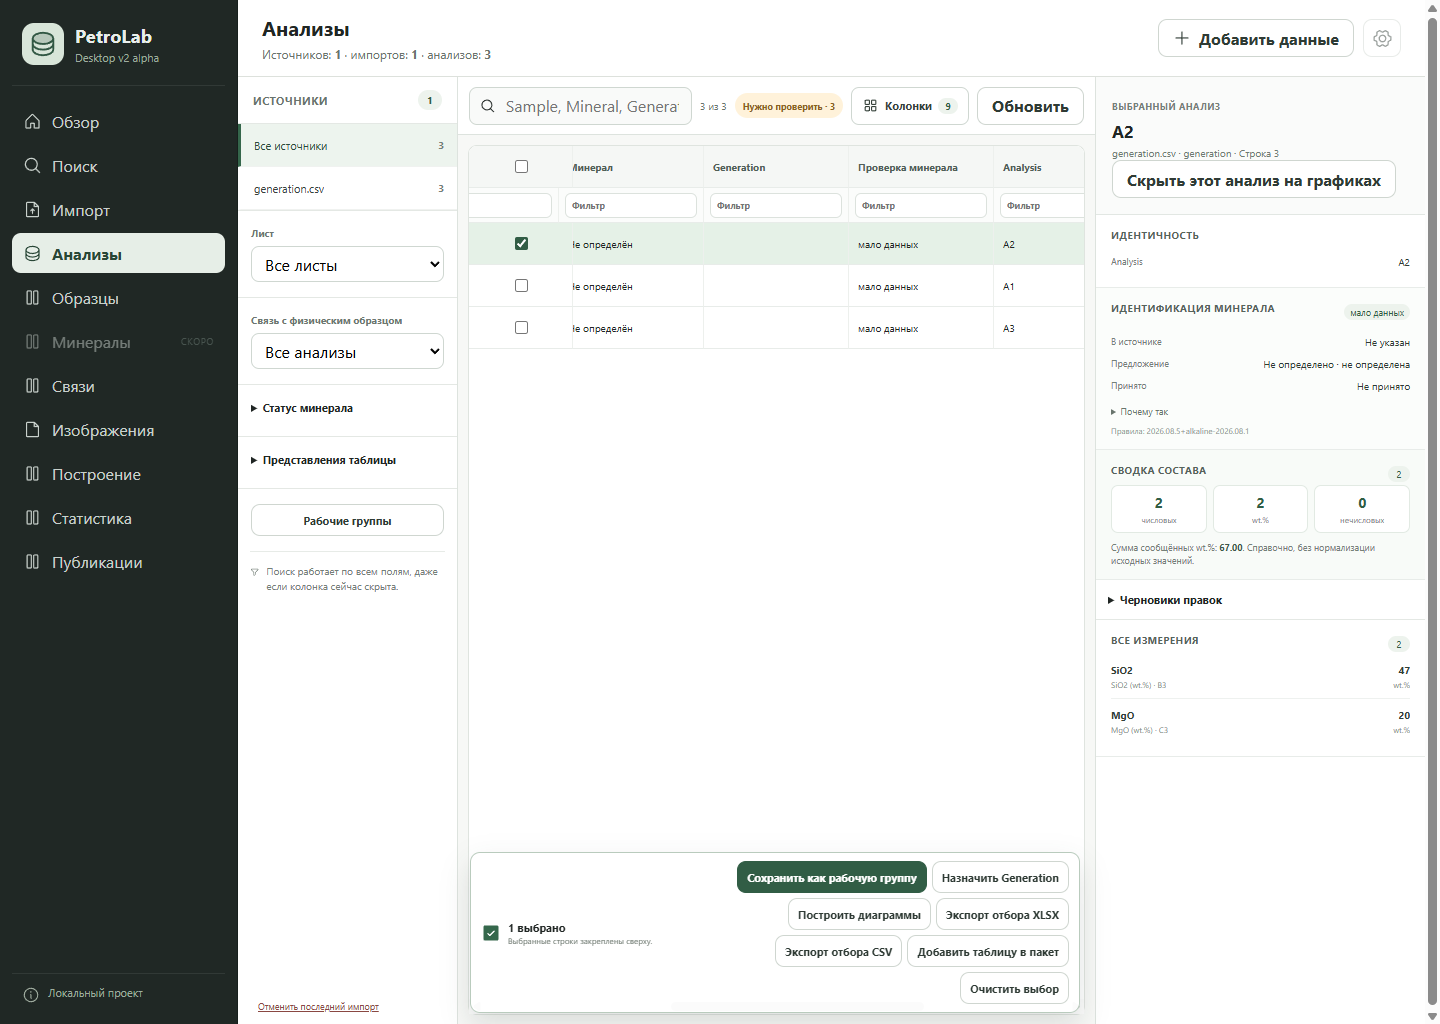 PetroLab
Desktop v2 alpha
Обзор
Поиск
Импорт
Анализы
Образцы
Минералы СКОРО
Связи
Изображения
Построение
Статистика
Публикации
Локальный проект
Анализы
Источников: 1 · импортов: 1 · анализов: 3
Добавить данные
ИСТОЧНИКИ 1
Все источники 3
generation.csv 3
Лист
Все листы
Связь с физическим образцом
Все анализы
Статус минерала
Представления таблицы
Рабочие группы
Поиск работает по всем полям, даже
если колонка сейчас скрыта.
Отменить последний импорт
Sample, Mineral, Generat
3 из 3
Нужно проверить · 3
Колонки 9
Обновить
Минерал Generation Проверка минерала Analysis
Фильтр Фильтр Фильтр Фильтр
Не определён мало данных A2
Не определён мало данных A1
Не определён мало данных A3
1 выбрано
Выбранные строки закреплены сверху.
Сохранить как рабочую группу
Назначить Generation
Построить диаграммы
Экспорт отбора XLSX
Экспорт отбора CSV
Добавить таблицу в пакет
Очистить выбор
ВЫБРАННЫЙ АНАЛИЗ
A2
generation.csv · generation · Строка 3
Скрыть этот анализ на графиках
ИДЕНТИЧНОСТЬ
Analysis A2
ИДЕНТИФИКАЦИЯ МИНЕРАЛА мало данных
В источнике Не указан
Предложение Не определено · не определена
Принято Не принято
Почему так
Правила: 2026.08.5+alkaline-2026.08.1
СВОДКА СОСТАВА 2
2 2 0
числовых wt.% нечисловых
Сумма сообщённых wt.%: 67.00. Справочно, без нормализации
исходных значений.
Черновики правок
ВСЕ ИЗМЕРЕНИЯ 2
SiO2 47
SiO2 (wt.%) · B3 wt.%
MgO 20
MgO (wt.%) · C3 wt.%